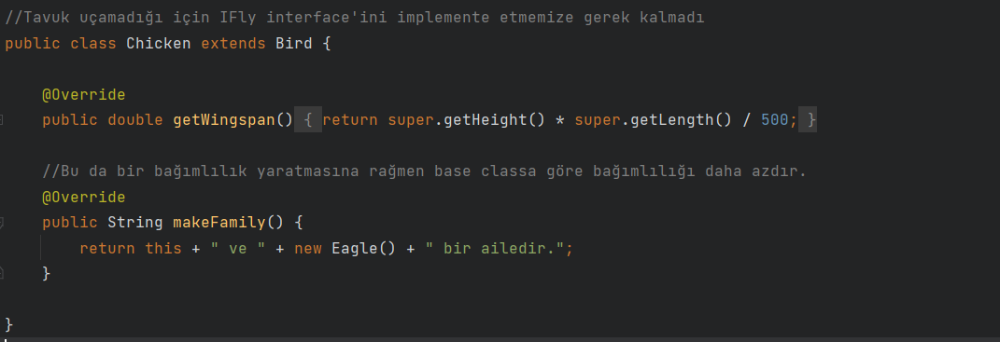 //Tavuk uçamadığı için IFly interface'ini implemente etmemize gerek kalmadı
public class Chicken extends Bird {
@Override
public double getWingspan() { return super.getHeight() * super.getLength() / 500; }
//Bu da bir bağımlılık yaratmasına rağmen base classa göre bağımlılığı daha azdır.
@Override
public String makeFamily() {
return this + " ve " + new Eagle() + " bir ailedir.";
}
}